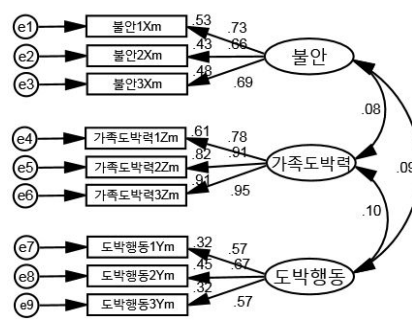 e1 불안1Xm .53 .73
e2 불안2Xm .43 .66 불안
e3 불안3Xm .48 .69
.08
e4 가족도박력1Zm .61 .78
e5 가족도박력2Zm .82 .91 가족도박력 .09
e6 가족도박력3Zm .91 .95
.10
e7 도박행동1Ym .32 .57
e8 도박행동2Ym .45 .67 도박행동
e9 도박행동3Ym .32 .57